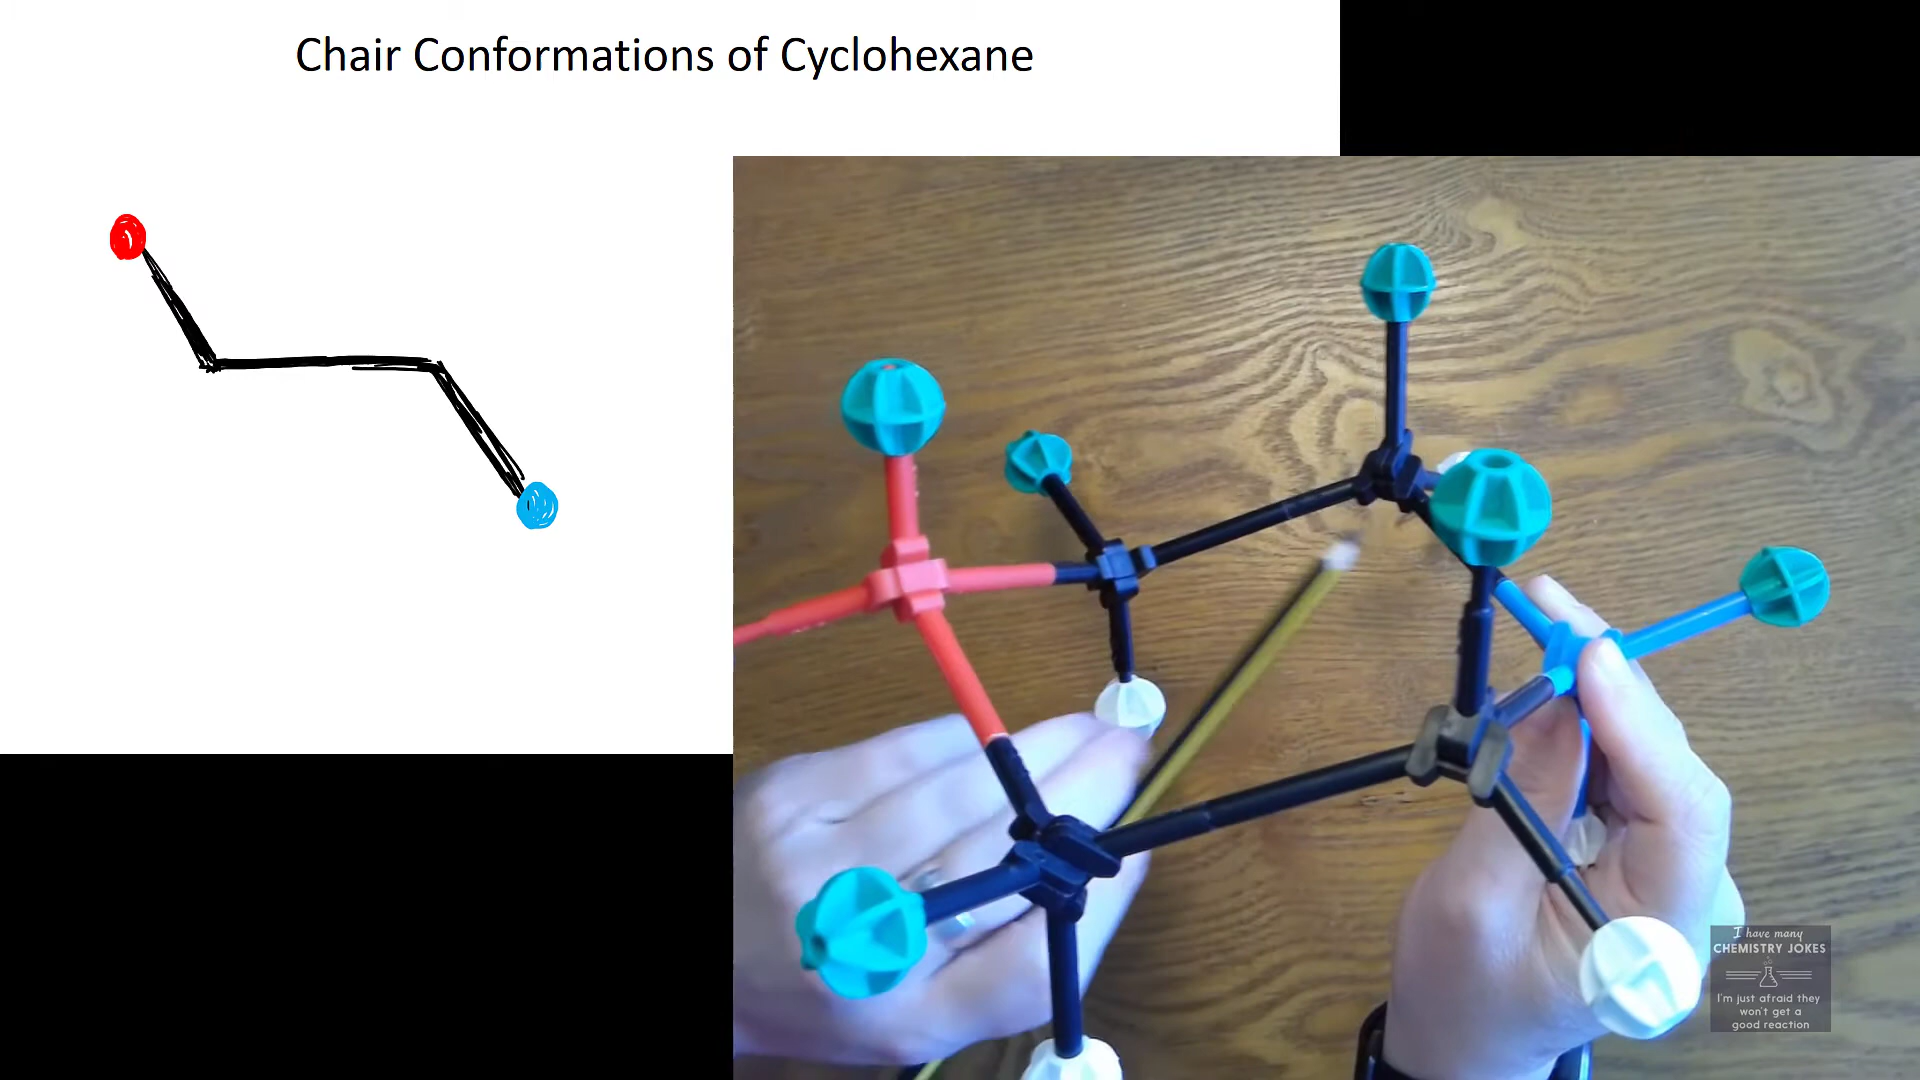 Chair Conformations of Cyclohexane
I have many
CHEMISTRY JOKES
I'm just afraid they
won't get a
good reaction